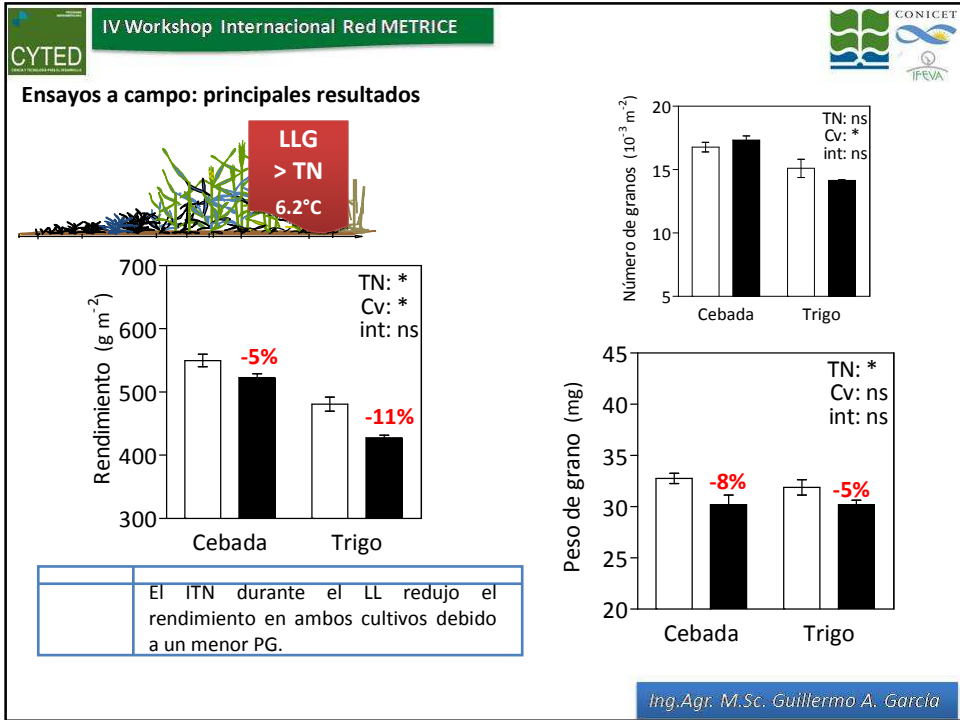 IV Workshop Internacional Red METRICE
CYTED
CONICET
IFEVA
Ensayos a campo: principales resultados
LLG
> TN
6.2°C
Número de granos (10⁻³ m⁻²)
20
15
10
5
TN: ns
Cv: *
int: ns
Cebada Trigo
Rendimiento (g m⁻²)
700
600
500
400
300
TN: *
Cv: *
int: ns
-5%
-11%
Cebada Trigo
Peso de grano (mg)
45
40
35
30
25
20
TN: *
Cv: ns
int: ns
-8%
-5%
Cebada Trigo
El ITN durante el LL redujo el
rendimiento en ambos cultivos debido
a un menor PG.
Ing.Agr. M.Sc. Guillermo A. García